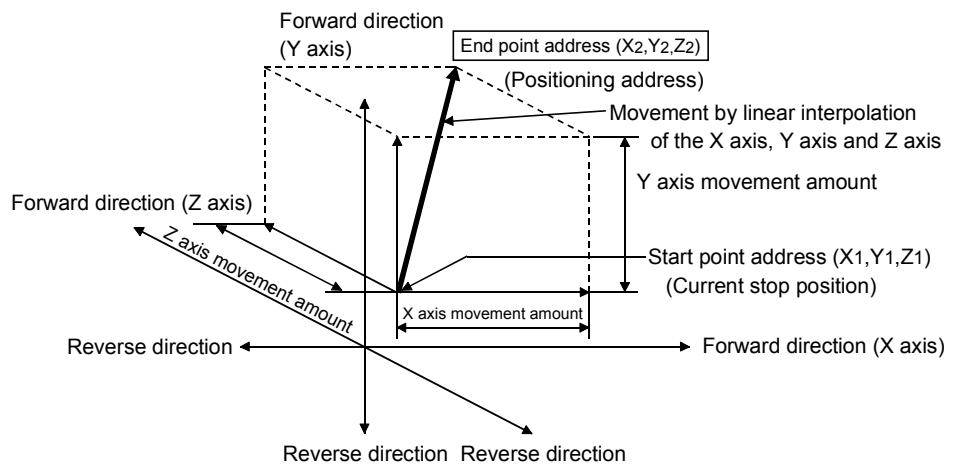 Forward direction
(Y axis)
End point address (X2,Y2,Z2)
(Positioning address)
Movement by linear interpolation
of the X axis, Y axis and Z axis
Y axis movement amount
Forward direction (Z axis)
Z axis movement amount
Start point address (X1,Y1,Z1)
(Current stop position)
X axis movement amount
Reverse direction
Forward direction (X axis)
Reverse direction
Reverse direction